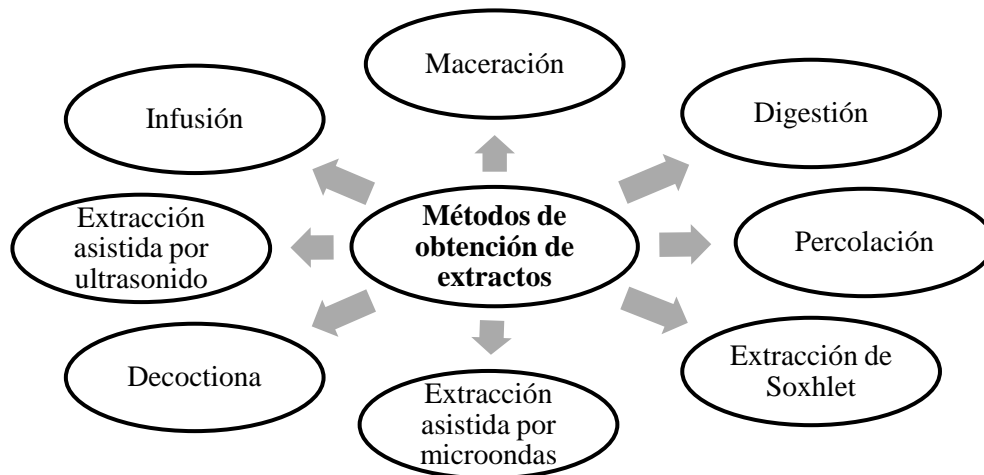 Maceración
Infusión
Digestión
Extracción
asistida por
ultrasonido
Métodos de
obtención de
extractos
Percolación
Decoctiona
Extracción asistida por
microondas
Extracción de
Soxhlet